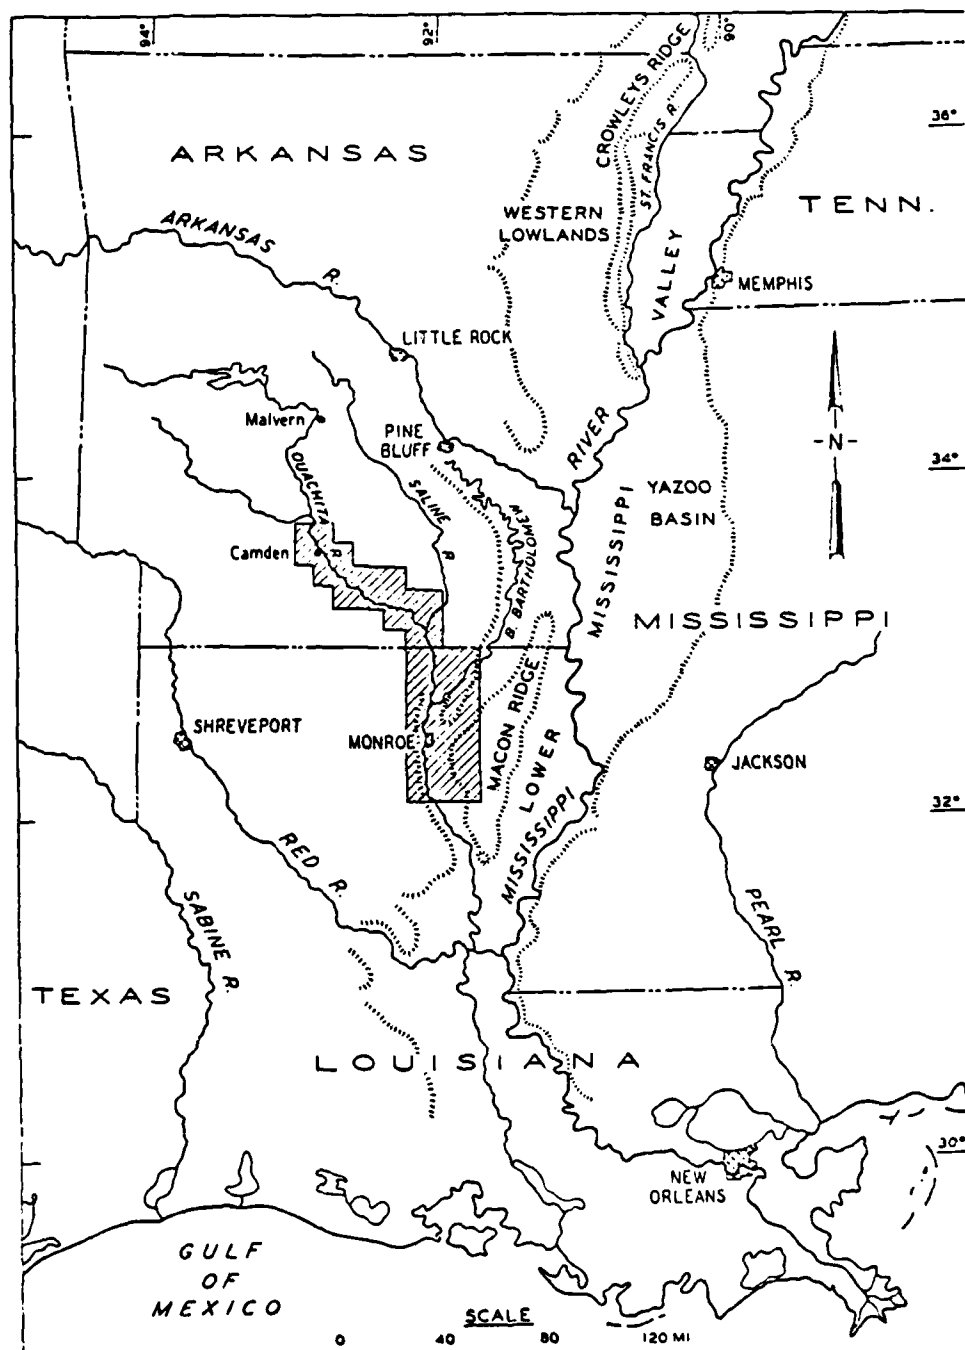 94°
92°
90°
CROWLEYS RIDGE
36°
ARKANSAS
ST. FRANCIS R.
WESTERN
LOWLANDS
TENN.
ARKANSAS
R.
VALLEY
MEMPHIS
LITTLE ROCK
Malvern
PINE
BLUFF
RIVER
-N-
34°
OUACHITA
R
SALINE
R
YAZOO
BASIN
Camden
B. BARTHOLOMEW
MISSISSIPPI
MISSISSIPPI
MACON RIDGE
SHREVEPORT
MONROE
LOWER
JACKSON
32°
MISSISSIPPI
RED R.
SABINE R.
PEARL R.
TEXAS
LOUISIANA
30°
NEW
ORLEANS
GULF
OF
MEXICO
SCALE
0 40 80 120 MI